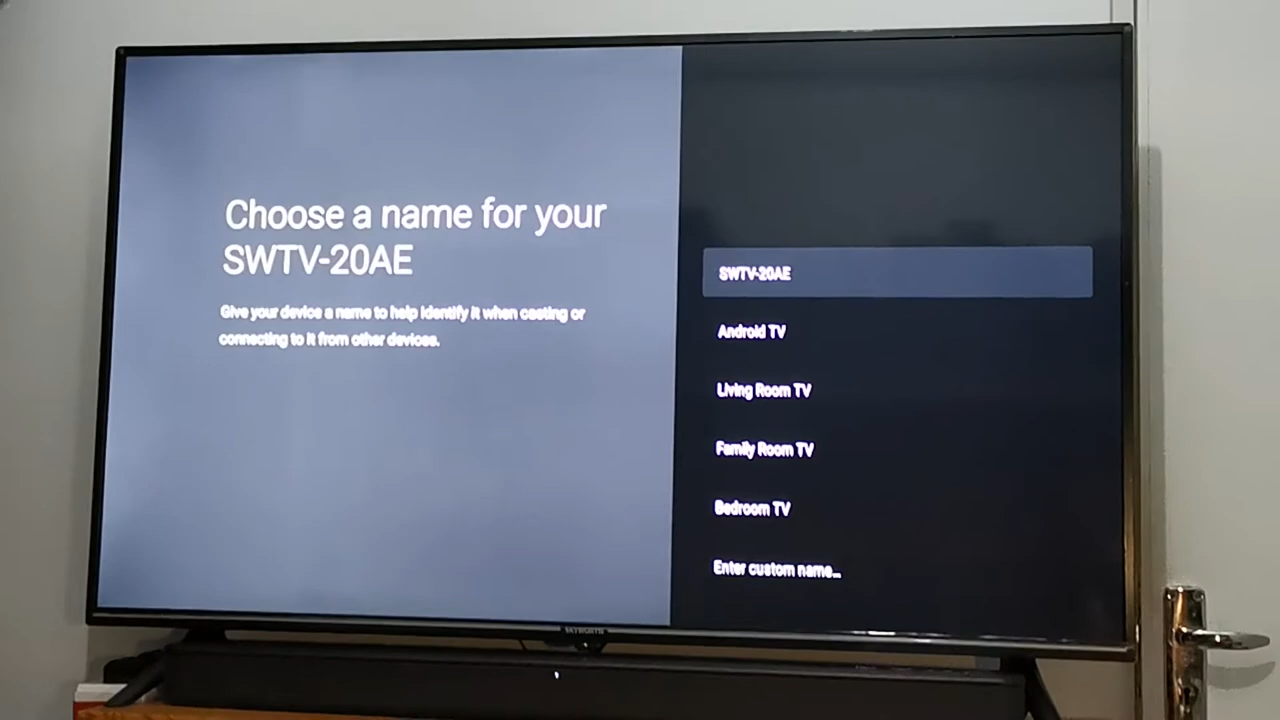 Choose a name for your
SWTV-20AE
Give your device a name to help identify it when casting or
connecting to it from other devices.
SWTV-20AE
Android TV
Living Room TV
Family Room TV
Bedroom TV
Enter custom name...
SKYWORTH